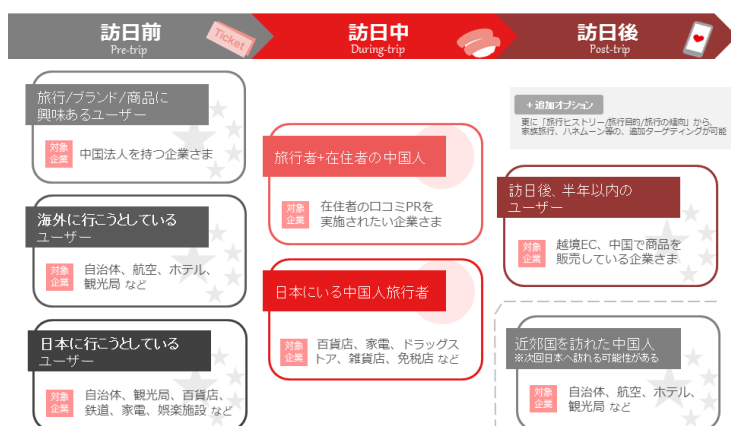 訪日前
Pre-trip
Ticket
訪日中
During-trip
訪日後
Post-trip
旅行/ブランド/商品に
興味あるユーザー
対象
企業
中国法人を持つ企業さま
海外に行こうとしている
ユーザー
対象
企業
自治体、航空、ホテル、
観光局 など
日本に行こうとしている
ユーザー
対象
企業
自治体、観光局、百貨店、
鉄道、家電、娯楽施設 など
旅行者+在住者の中国人
対象
企業
在住者の口コミPRを
実施されたい企業さま
日本にいる中国人旅行者
対象
企業
百貨店、家電、ドラッグス
トア、雑貨店、免税店 など
+追加オプション
更に「旅行ヒストリー/旅行目的/旅行の傾向」から、
家族旅行、ハネムーン等の、追加ターゲティングが可能
訪日後、半年以内の
ユーザー
対象
企業
越境EC、中国で商品を
販売している企業さま
近郊国を訪れた中国人
※次回日本へ訪れる可能性がある
対象
企業
自治体、航空、ホテル、
観光局 など